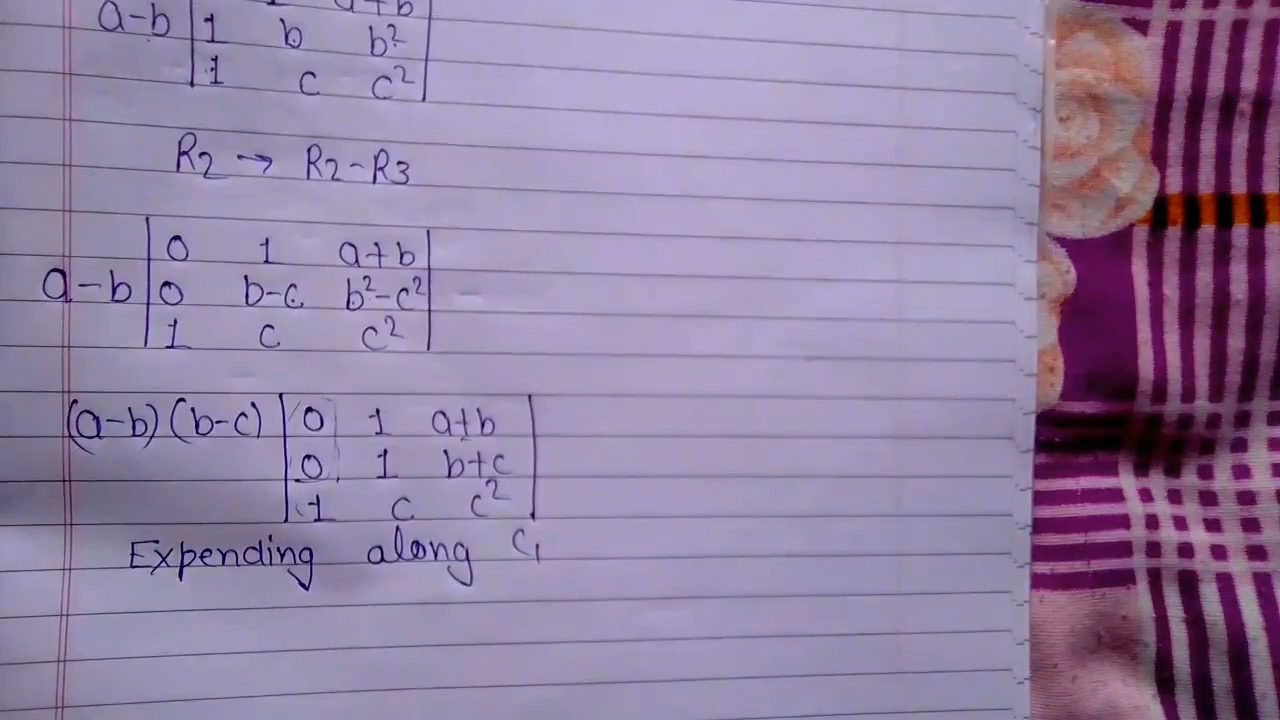 a+b
a-b | 1 b b² |
1 c c²
R2 → R2-R3
| 0 1 a+b |
a-b | 0 b-c b²-c² |
| 1 c c² |
(a-b) (b-c) | 0 1 a+b |
| 0 1 b+c |
| 1 c c² |
Expending along C₁